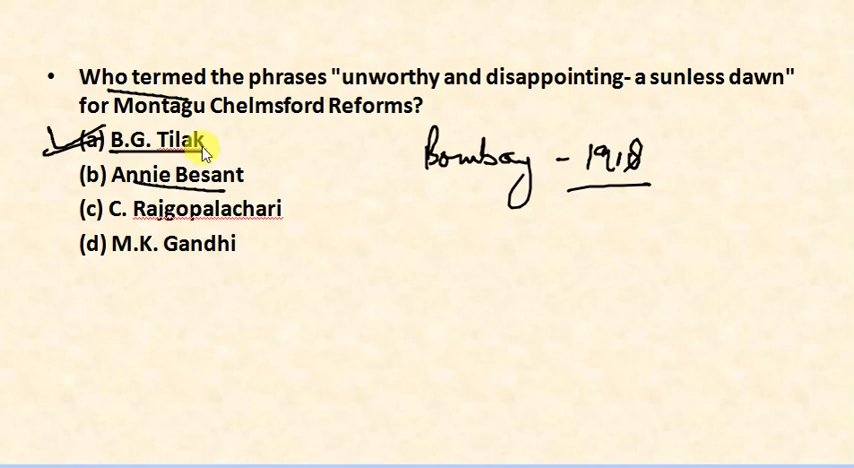 • Who termed the phrases "unworthy and disappointing- a sunless dawn"
for Montagu Chelmsford Reforms?
(a) B.G. Tilak
(b) Annie Besant
(c) C. Rajgopalachari
(d) M.K. Gandhi
Bombay - 1918